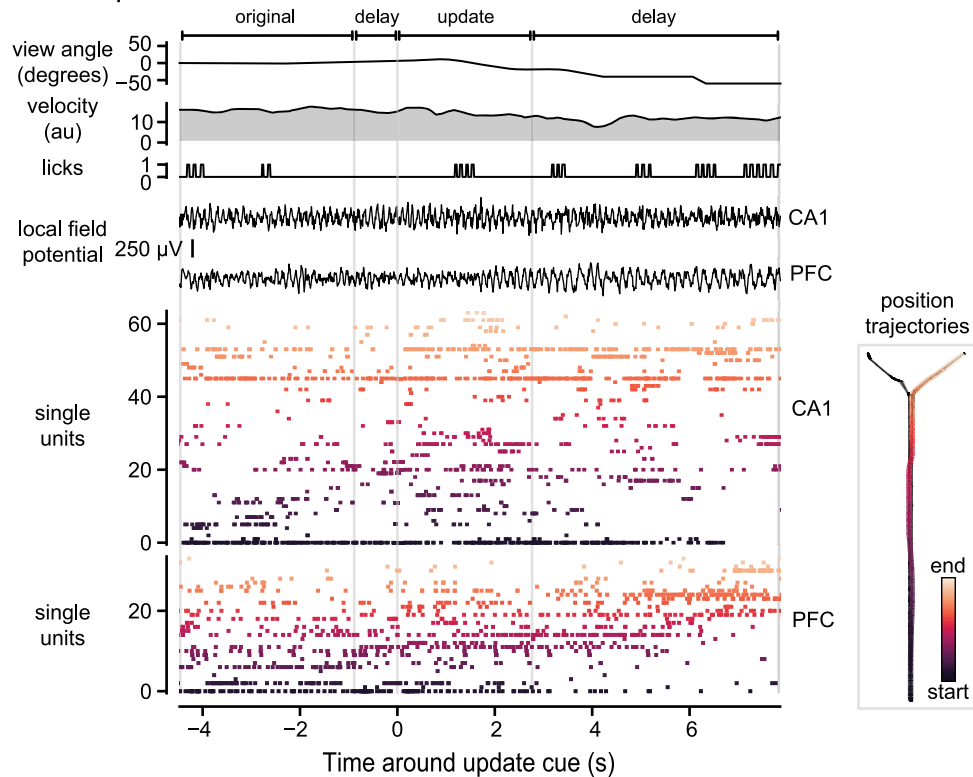 original delay update delay
view angle
(degrees)
50
0
−50
velocity
(au)
10
0
licks
1
0
local field
potential
250 µV
CA1
PFC
single
units
60
40
20
0
CA1
single
units
20
0
PFC
−4 −2 0 2 4 6
Time around update cue (s)
position
trajectories
end
start